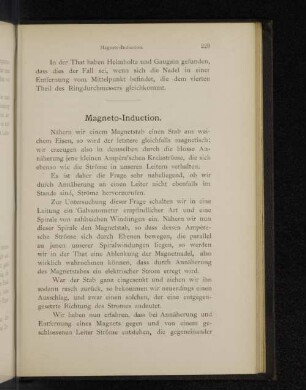 Magneto-Induction. 225
In der That haben Helmholtz und Gaugain gefunden,
dass dies der Fall sei, wenn sich die Nadel in einer
Entfernung vom Mittelpunkt befindet, die dem vierten
Theil des Ringdurchmessers gleichkommt.
Magneto-Induction.
Nähern wir einem Magnetstab einen Stab aus wei-
chem Eisen, so wird der letztere gleichfalls magnetisch;
wir erzeugen also in demselben durch die blosse An-
näherung jene kleinen Ampère'schen Kreisströme, die sich
ebenso wie die Ströme in unseren Leitern verhalten.
Es ist daher die Frage sehr naheliegend, ob wir
durch Annäherung an einen Leiter nicht ebenfalls im
Stande sind, Ströme hervorzurufen.
Zur Untersuchung dieser Frage schalten wir in eine
Leitung ein Galvanometer empfindlicher Art und eine
Spirale von zahlreichen Windungen ein. Nähern wir nun
dieser Spirale den Magnetstab, so dass dessen Ampère-
sche Ströme sich durch Ebenen bewegen, die parallel
zu jenen unserer Spiralwindungen liegen, so werden
wir in der That eine Ablenkung der Magnetnadel, also
wirklich wahrnehmen können, dass durch Annäherung
des Magnetstabes ein elektrischer Strom erregt wird.
War der Stab ganz eingesenkt und ziehen wir ihn
sodann rasch zurück, so bekommen wir neuerdings einen
Ausschlag, und zwar einen solchen, der eine entgegen-
gesetzte Richtung des Stromes andeutet.
Wir haben nun erfahren, dass bei Annäherung und
Entfernung eines Magnets gegen und von einem ge-
schlossenen Leiter Ströme entstehen, die gegeneinander